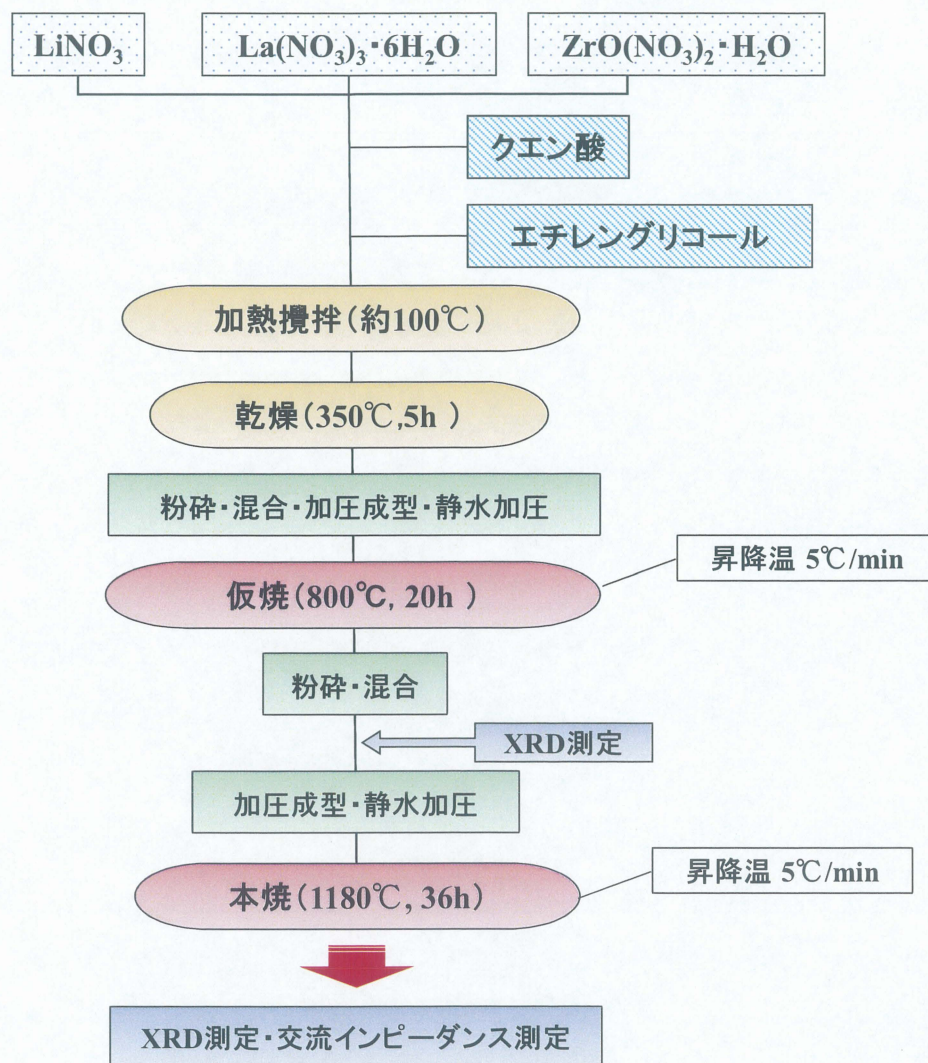 LiNO₃
La(NO₃)₃・6H₂O
ZrO(NO₃)₂・H₂O
クエン酸
エチレングリコール
加熱攪拌(約100℃)
乾燥(350℃,5h )
粉砕・混合・加圧成型・静水加圧
昇降温 5℃/min
仮焼(800℃, 20h )
粉砕・混合
XRD測定
加圧成型・静水加圧
昇降温 5℃/min
本焼(1180℃, 36h)
XRD測定・交流インピーダンス測定